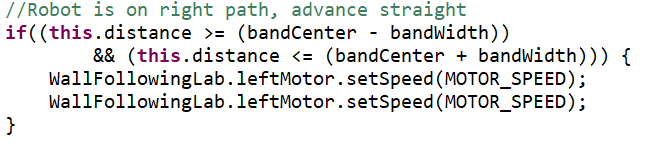 //Robot is on right path, advance straight
if((this.distance >= (bandCenter - bandWidth))
        && (this.distance <= (bandCenter + bandWidth))) {
    WallFollowingLab.leftMotor.setSpeed(MOTOR_SPEED);
    WallFollowingLab.leftMotor.setSpeed(MOTOR_SPEED);
}